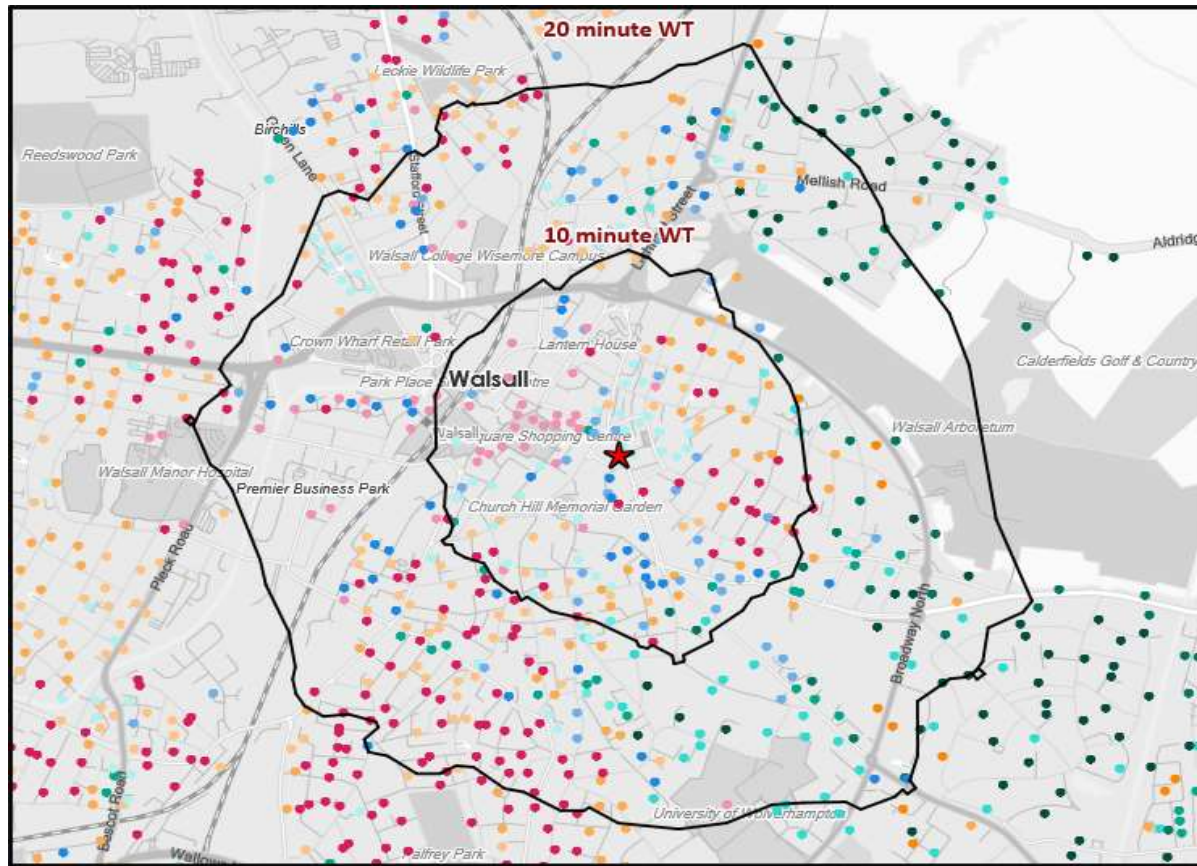 20 minute WT
Leckie Wildlife Park
Birchills
Green Lane
Reedswood Park
Stafford Street
Mellish Road
10 minute WT
Walsall College Wisemore Campus
Aldridg
Crown Wharf Retail Park
Lantern House
Calderfields Golf & Country
Park Place
Walsall
Walsall
quare Shopping Centre
Walsall Arboretum
Walsall Manor Hospital
Premier Business Park
Church Hill Memorial Garden
Pleck Road
Broadway North
University of Wolverhampton
Bescot Road
Palfrey Park